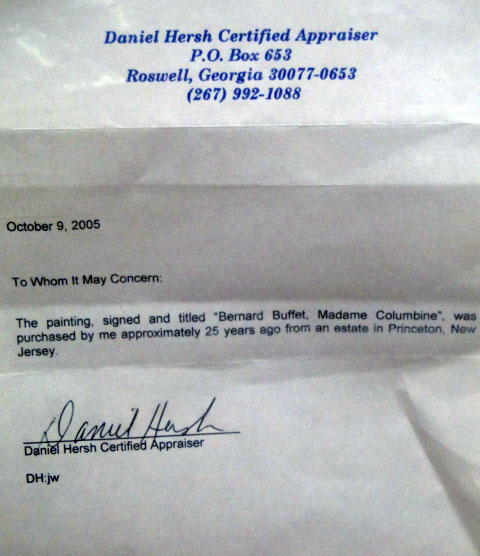 Daniel Hersh Certified Appraiser
P.O. Box 653
Roswell, Georgia 30077-0653
(267) 992-1088
October 9, 2005
To Whom It May Concern:
The painting, signed and titled "Bernard Buffet, Madame Columbine", was
purchased by me approximately 25 years ago from an estate in Princeton, New
Jersey.
Daniel Hersh
Daniel Hersh Certified Appraiser
DH:jw